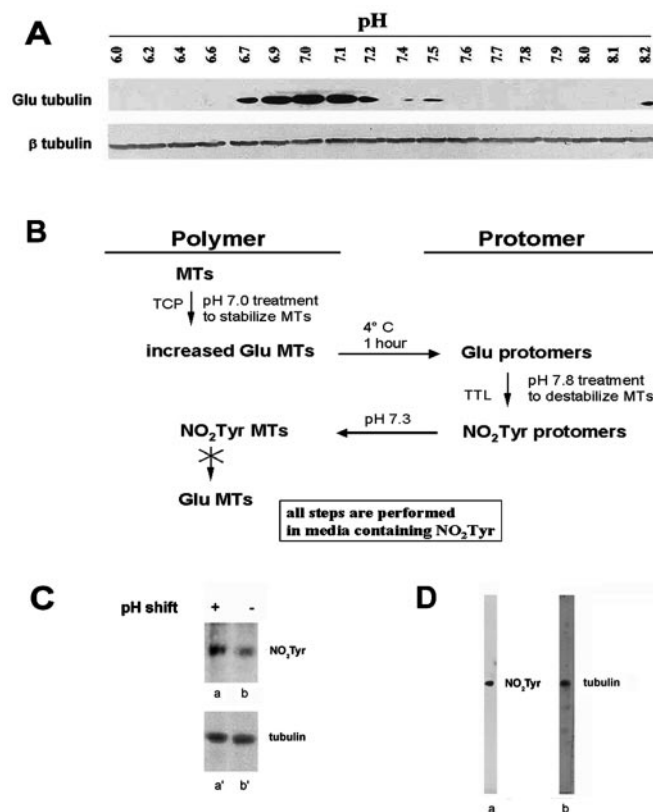 A
pH
6.0 6.2 6.4 6.6 6.7 6.9 7.0 7.1 7.2 7.4 7.5 7.6 7.7 7.8 7.9 8.0 8.1 8.2
Glu tubulin
β tubulin
B
Polymer Protomer
MTs
TCP pH 7.0 treatment
to stabilize MTs
4° C
1 hour
increased Glu MTs Glu protomers
TTL pH 7.8 treatment
to destabilize MTs
pH 7.3
NO₂Tyr MTs NO₂Tyr protomers
Glu MTs
all steps are performed
in media containing NO₂Tyr
C
pH shift + -
NO₂Tyr
a b
tubulin
a' b'
D
NO₂Tyr tubulin
a b